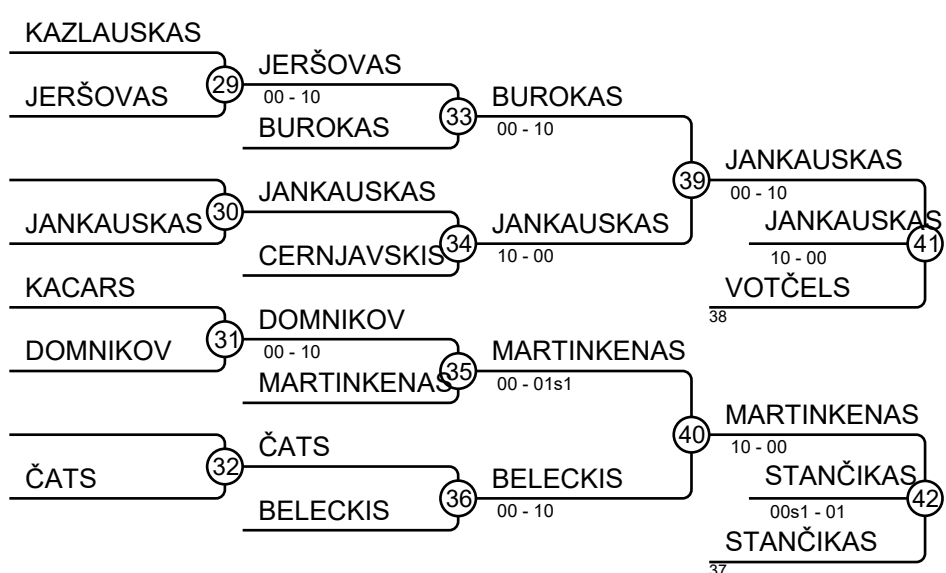 KAZLAUSKAS
JERŠOVAS
29
JERŠOVAS
00 - 10
BUROKAS
33
BUROKAS
00 - 10
JANKAUSKAS
30
JANKAUSKAS
CERNJAVSKIS
34
JANKAUSKAS
10 - 00
39
JANKAUSKAS
00 - 10
JANKAUSKAS
10 - 00
41
VOTČELS
38
KACARS
DOMNIKOV
31
DOMNIKOV
00 - 10
MARTINKENAS
35
MARTINKENAS
00 - 01s1
ČATS
32
ČATS
BELECKIS
36
BELECKIS
00 - 10
40
MARTINKENAS
10 - 00
STANČIKAS
00s1 - 01
42
STANČIKAS
37